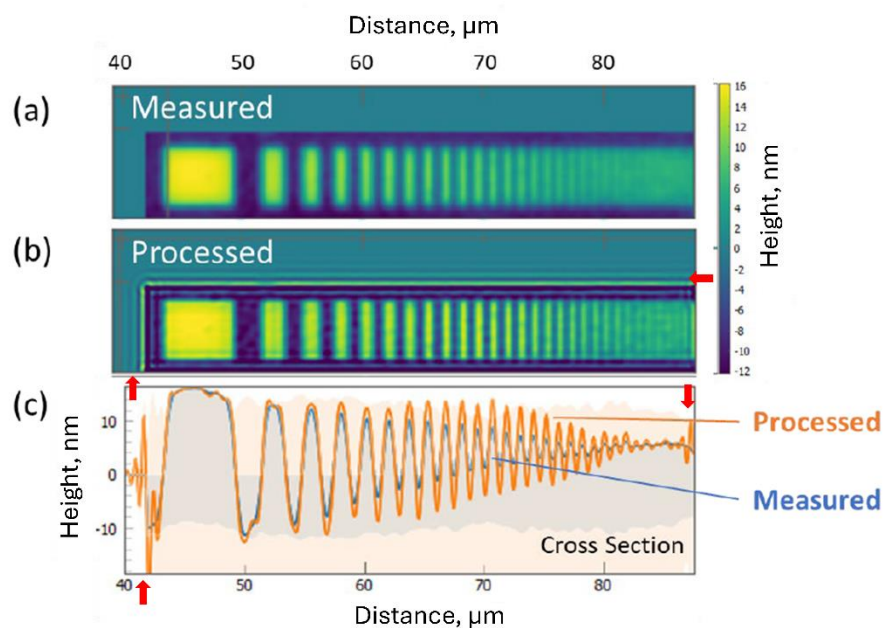 Distance, µm
40 50 60 70 80
(a) Measured
16
14
12
10
8
6
4
2
0
-2
-4
-6
-8
-10
-12
Height, nm
(b) Processed
(c)
Height, nm
10
0
-10
Processed
Measured
Cross Section
40 50 60 70 80
Distance, µm